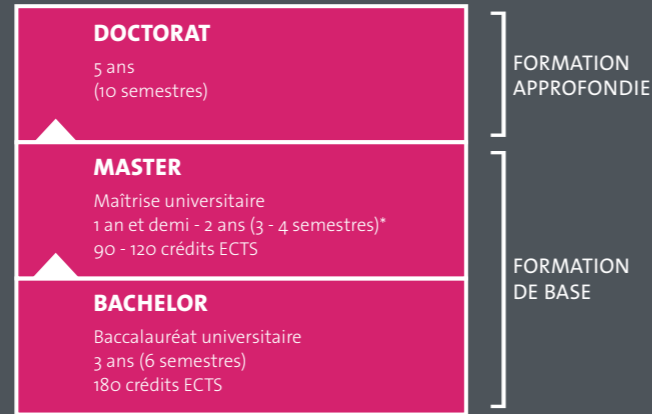 DOCTORAT
5 ans
(10 semestres)
FORMATION
APPROFONDIE
MASTER
Maîtrise universitaire
1 an et demi - 2 ans (3 - 4 semestres)*
90 - 120 crédits ECTS
BACHELOR
Baccalauréat universitaire
3 ans (6 semestres)
180 crédits ECTS
FORMATION
DE BASE